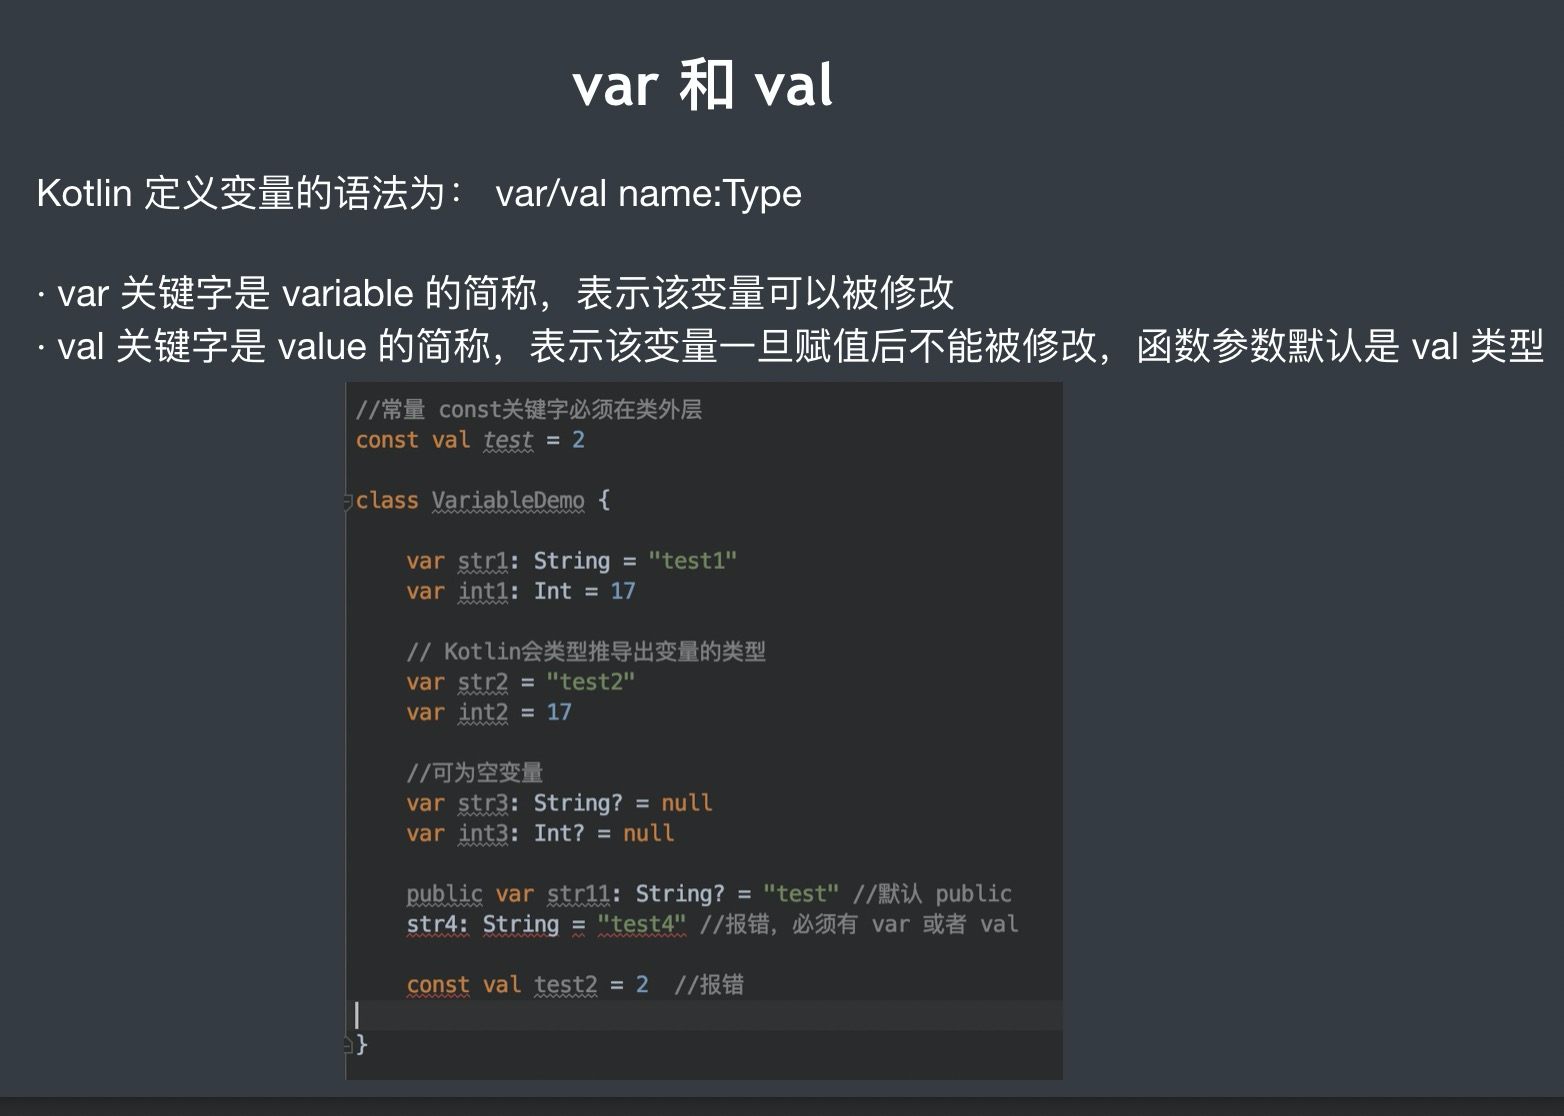 var 和 val
Kotlin 定义变量的语法为： var/val name:Type
· var 关键字是 variable 的简称，表示该变量可以被修改
· val 关键字是 value 的简称，表示该变量一旦赋值后不能被修改，函数参数默认是 val 类型
//常量 const关键字必须在类外层
const val test = 2
class VariableDemo {
var str1: String = "test1"
var int1: Int = 17
// Kotlin会类型推导出变量的类型
var str2 = "test2"
var int2 = 17
//可为空变量
var str3: String? = null
var int3: Int? = null
public var str11: String? = "test" //默认 public
str4: String = "test4" //报错，必须有 var 或者 val
const val test2 = 2 //报错
}